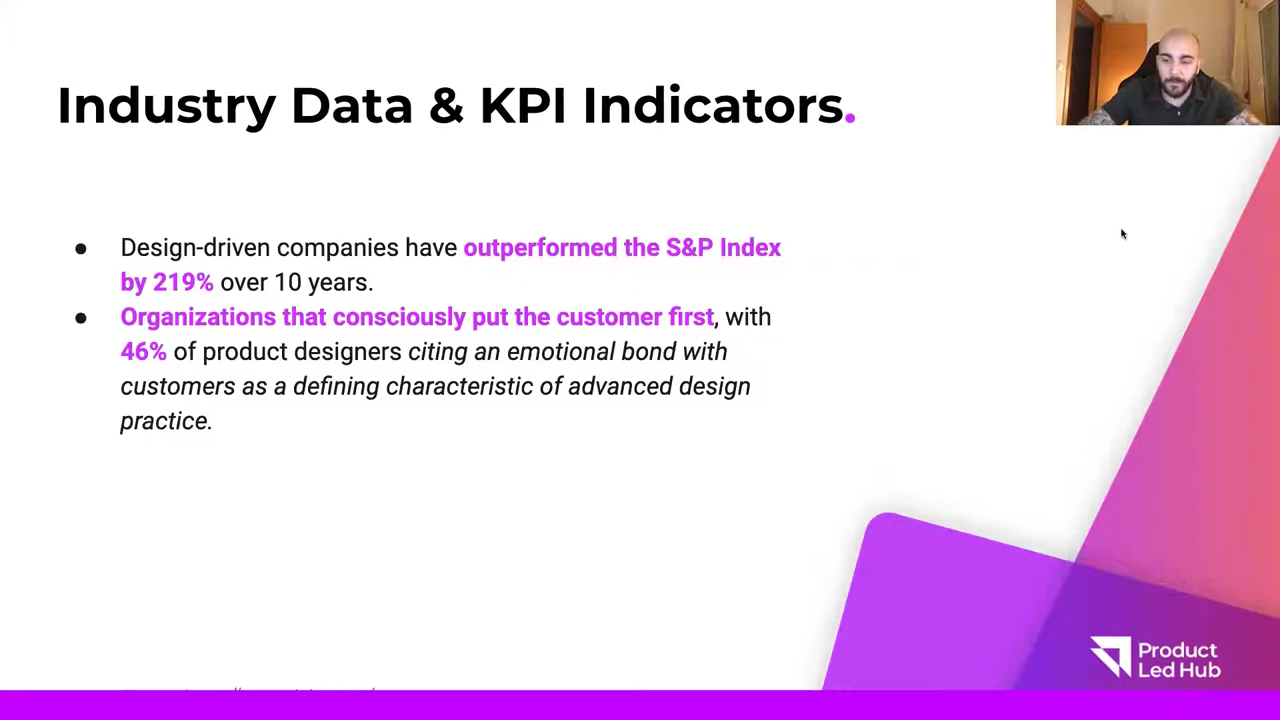 Industry Data & KPI Indicators.
● Design-driven companies have outperformed the S&P Index
by 219% over 10 years.
● Organizations that consciously put the customer first, with
46% of product designers citing an emotional bond with
customers as a defining characteristic of advanced design
practice.
Product
Led Hub